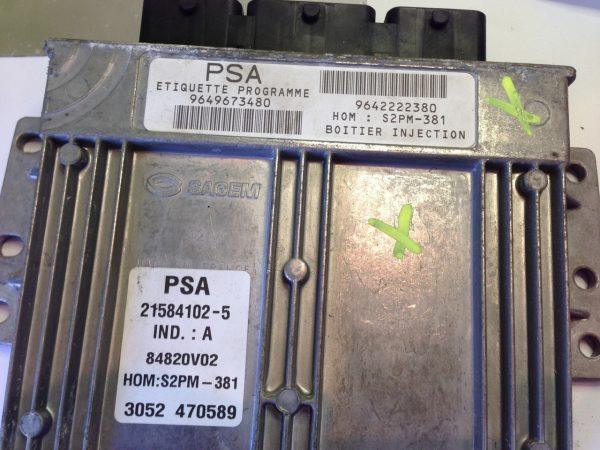 PSA
ETIQUETTE PROGRAMME
9649673480
9642222380
HOM : S2PM-381
BOITIER INJECTION
SAGEM
PSA
21584102-5
IND. : A
84820V02
HOM:S2PM-381
3052 470589